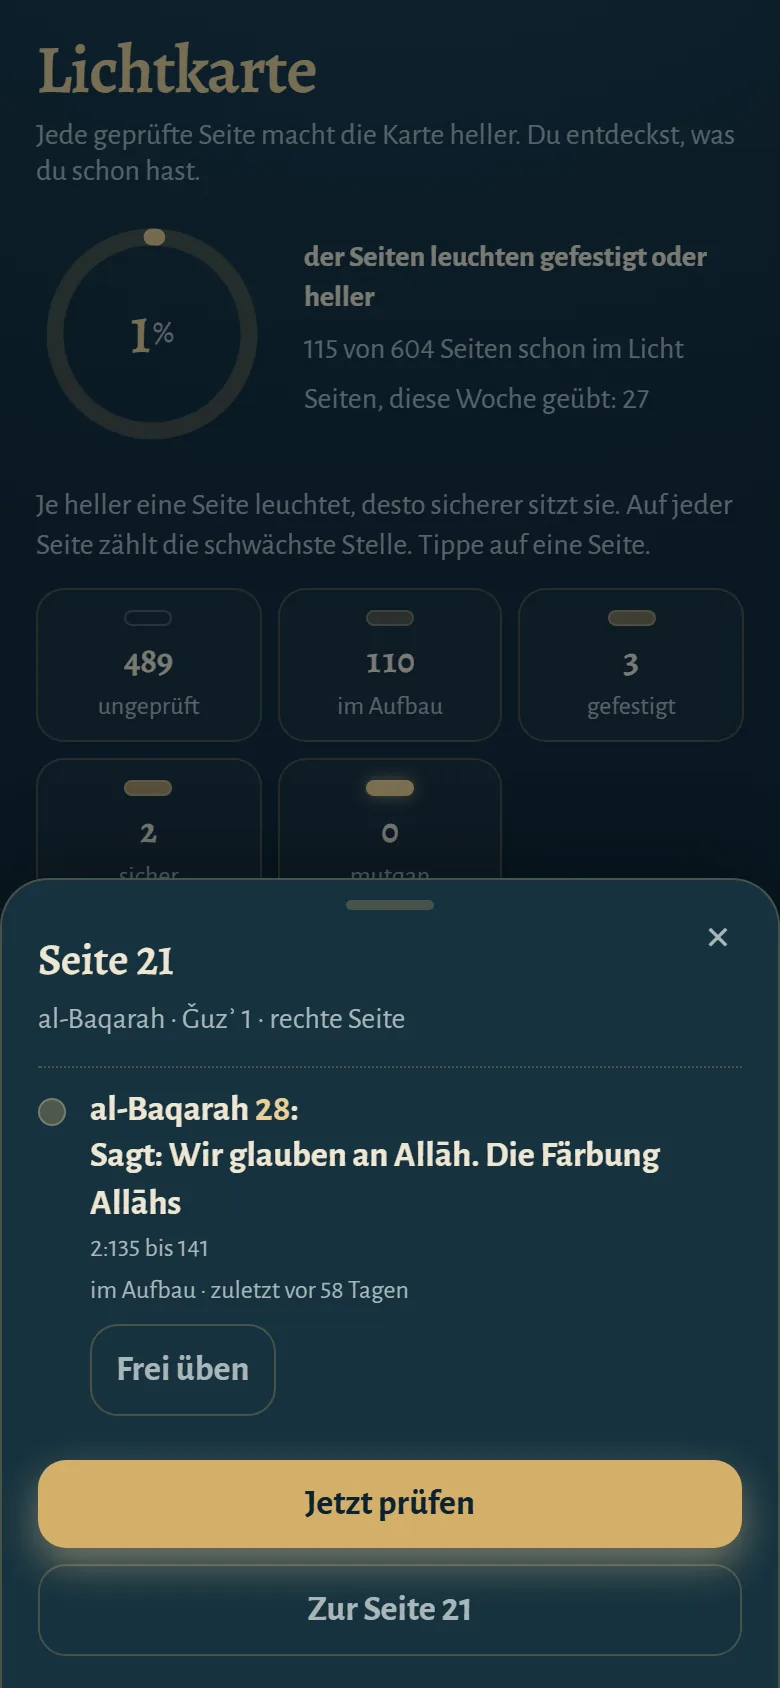 Lichtkarte
Jede geprüfte Seite macht die Karte heller. Du entdeckst, was
du schon hast.
1%
der Seiten leuchten gefestigt oder
heller
115 von 604 Seiten schon im Licht
Seiten, diese Woche geübt: 27
Je heller eine Seite leuchtet, desto sicherer sitzt sie. Auf jeder
Seite zählt die schwächste Stelle. Tippe auf eine Seite.
489
ungeprüft
110
im Aufbau
3
gefestigt
2
sicher
0
mutqan
Seite 21
×
al-Baqarah · Ǧuzʾ 1 · rechte Seite
al-Baqarah 28:
Sagt: Wir glauben an Allāh. Die Färbung
Allāhs
2:135 bis 141
im Aufbau · zuletzt vor 58 Tagen
Frei üben
Jetzt prüfen
Zur Seite 21